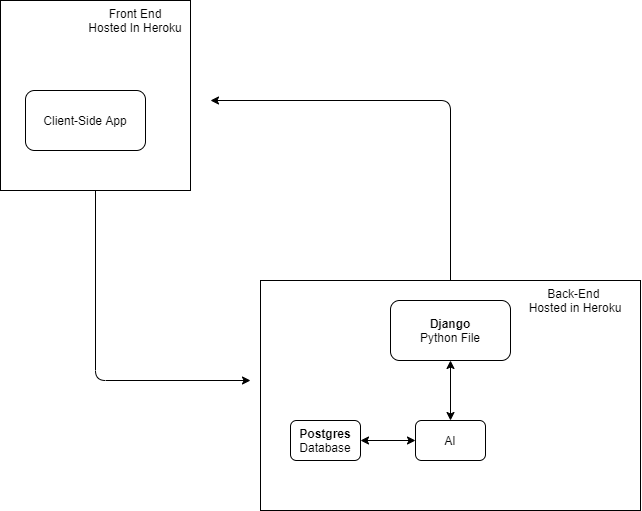 Front End
Hosted In Heroku
Client-Side App
Back-End
Hosted in Heroku
Django
Python File
Postgres
Database
AI